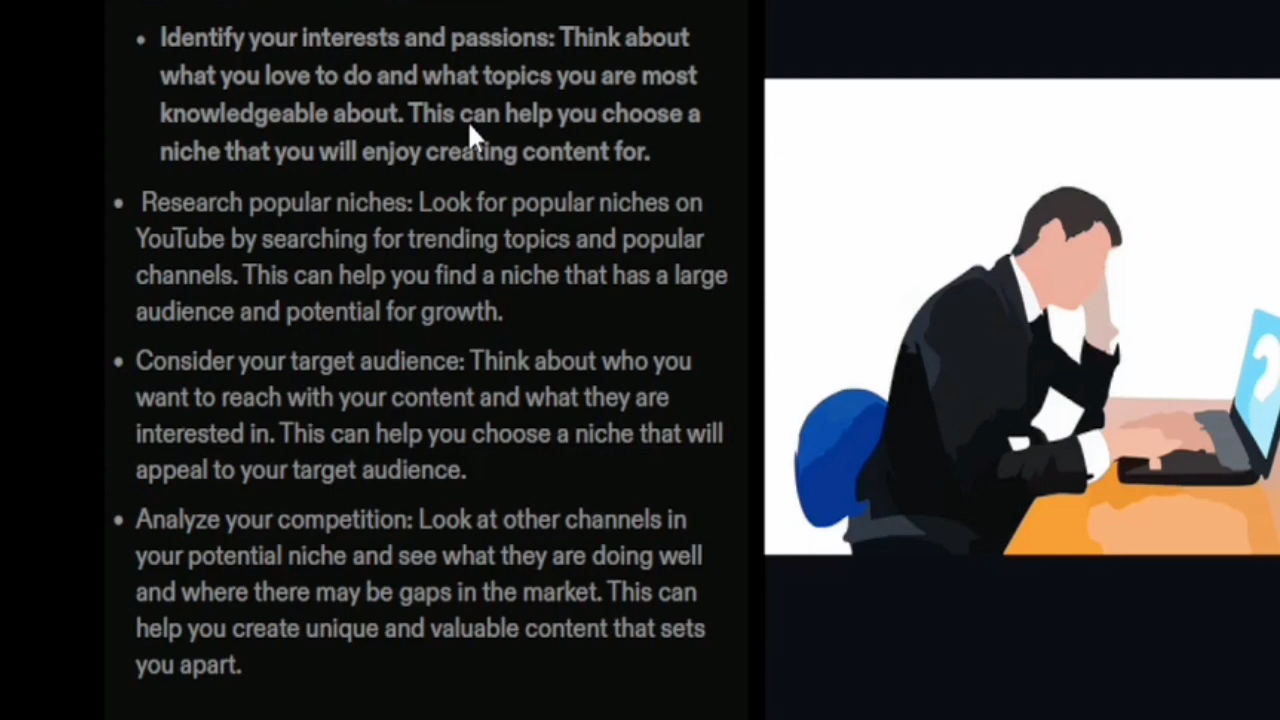 • Identify your interests and passions: Think about
what you love to do and what topics you are most
knowledgeable about. This can help you choose a
niche that you will enjoy creating content for.
• Research popular niches: Look for popular niches on
YouTube by searching for trending topics and popular
channels. This can help you find a niche that has a large
audience and potential for growth.
• Consider your target audience: Think about who you
want to reach with your content and what they are
interested in. This can help you choose a niche that will
appeal to your target audience.
• Analyze your competition: Look at other channels in
your potential niche and see what they are doing well
and where there may be gaps in the market. This can
help you create unique and valuable content that sets
you apart.
?